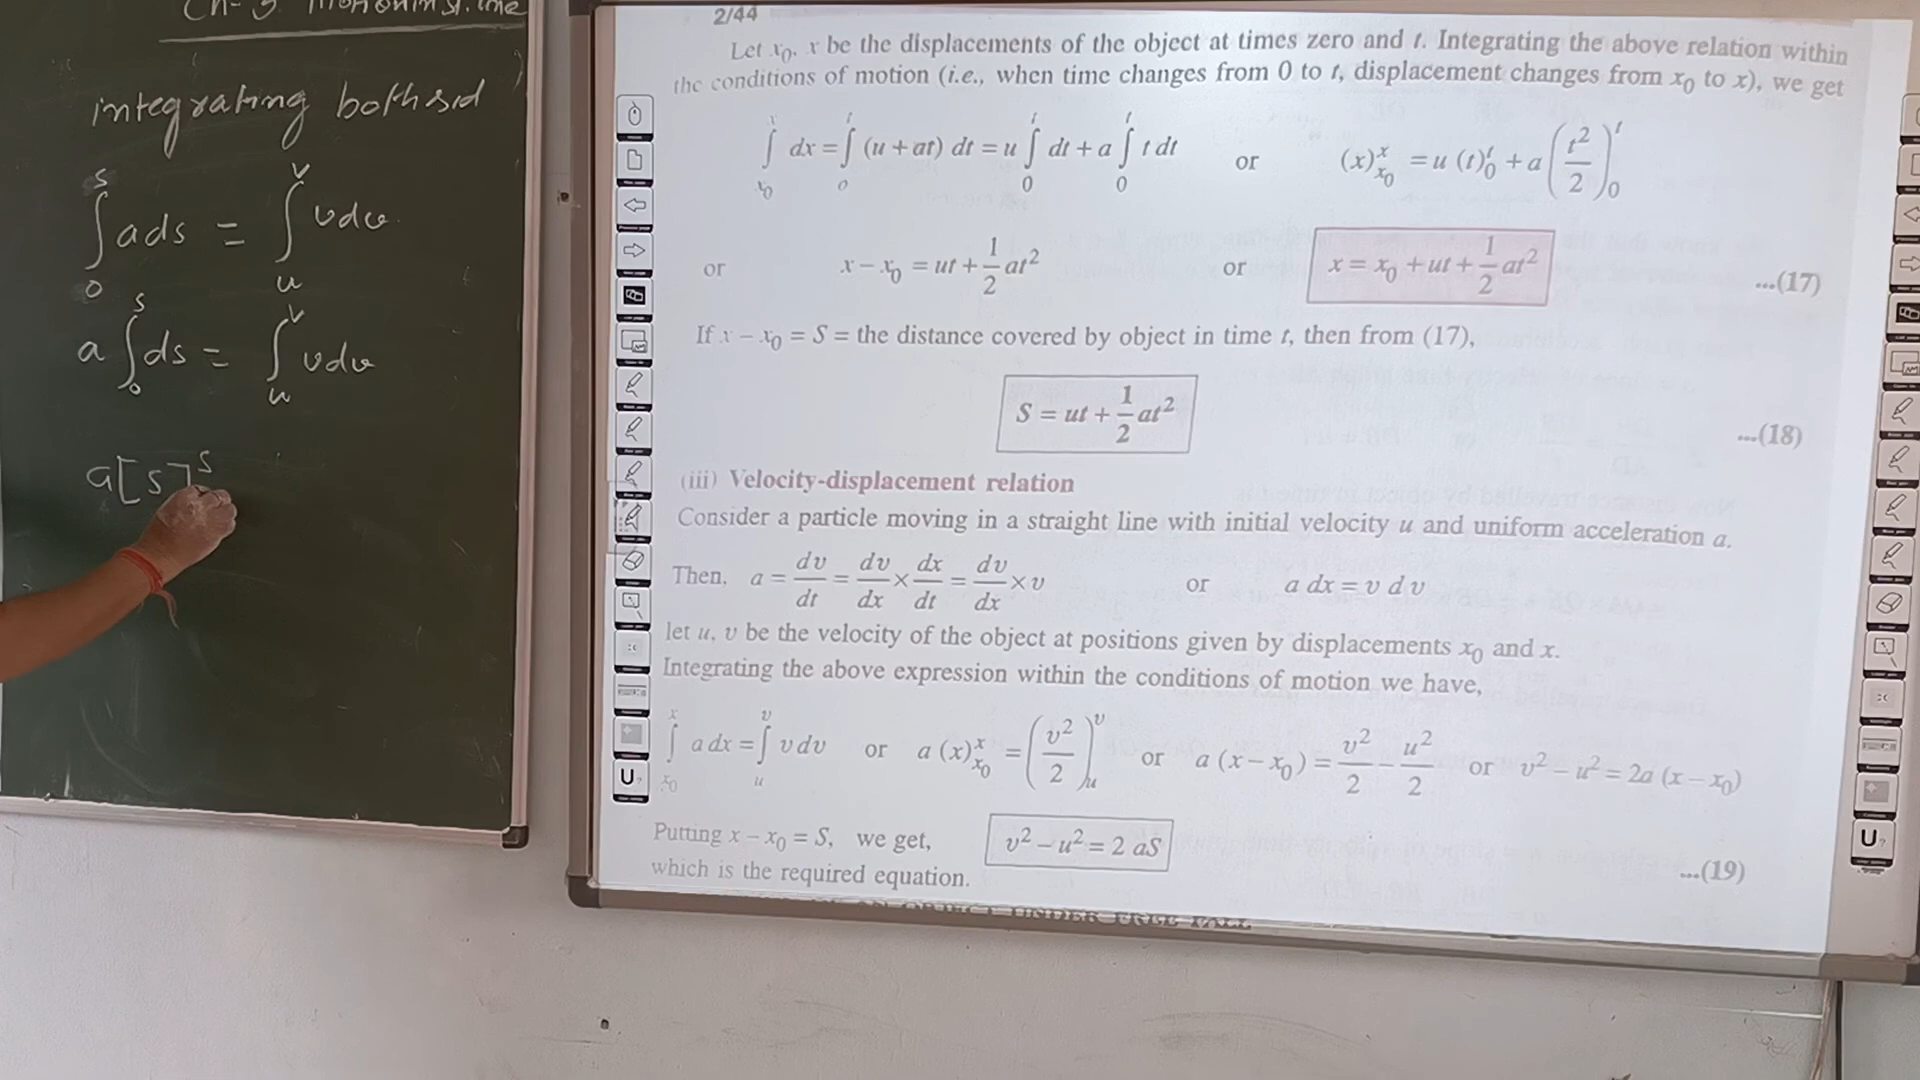 integrating both sid
∫₀ˢ ads = ∫ᵤᵛ vdv
a ∫₀ˢ ds = ∫ᵤᵛ vdv
a[s]ˢ
2/44
Let x₀, x be the displacements of the object at times zero and t. Integrating the above relation within
the conditions of motion (i.e., when time changes from 0 to t, displacement changes from x₀ to x), we get
∫ₓ₀ˣ dx = ∫₀ᵗ (u + at) dt = u ∫₀ᵗ dt + a ∫₀ᵗ t dt or (x)ₓ₀ˣ = u (t)₀ᵗ + a (t²/2)₀ᵗ
or x – x₀ = ut + 1/2 at² or x = x₀ + ut + 1/2 at² ...(17)
If x – x₀ = S = the distance covered by object in time t, then from (17),
S = ut + 1/2 at² ...(18)
(iii) Velocity-displacement relation
Consider a particle moving in a straight line with initial velocity u and uniform acceleration a.
Then, a = dv/dt = dv/dx × dx/dt = dv/dx × v or a dx = v dv
let u, v be the velocity of the object at positions given by displacements x₀ and x.
Integrating the above expression within the conditions of motion we have,
∫ₓ₀ˣ a dx = ∫ᵤᵛ v dv or a (x)ₓ₀ˣ = (v²/2)ᵤᵛ or a (x – x₀) = v²/2 – u²/2 or v² – u² = 2a (x – x₀)
Putting x – x₀ = S, we get, v² – u² = 2 aS
which is the required equation. ...(19)